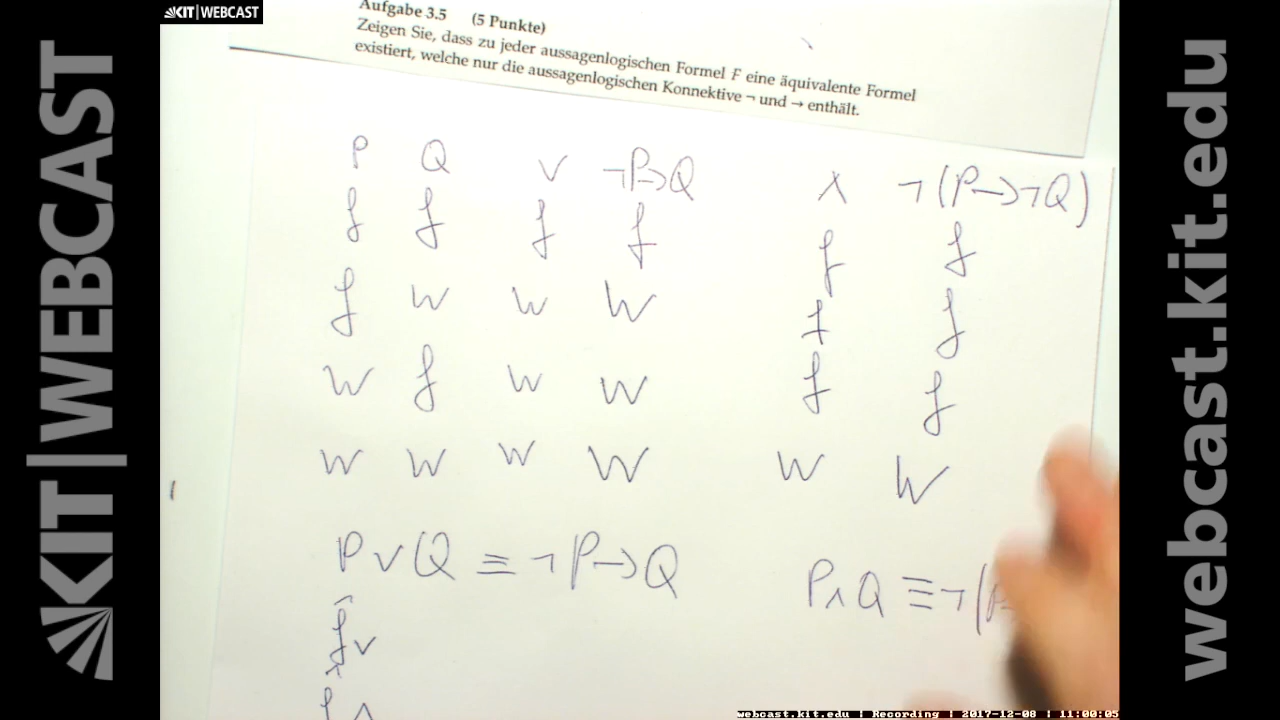 KIT|WEBCAST
Aufgabe 3.5 (5 Punkte)
Zeigen Sie, dass zu jeder aussagenlogischen Formel F eine äquivalente Formel
existiert, welche nur die aussagenlogischen Konnektive ¬ und → enthält.
P Q ∨ ¬P→Q ∧ ¬(P→¬Q)
f f f f f f
f w w w f f
w f w w f f
w w w w w w
P∨Q ≡ ¬P→Q P∧Q ≡ ¬(P
KIT|WEBCAST
webcast.kit.edu
webcast.kit.edu | Recording | 2017-12-08 | 11:00:05